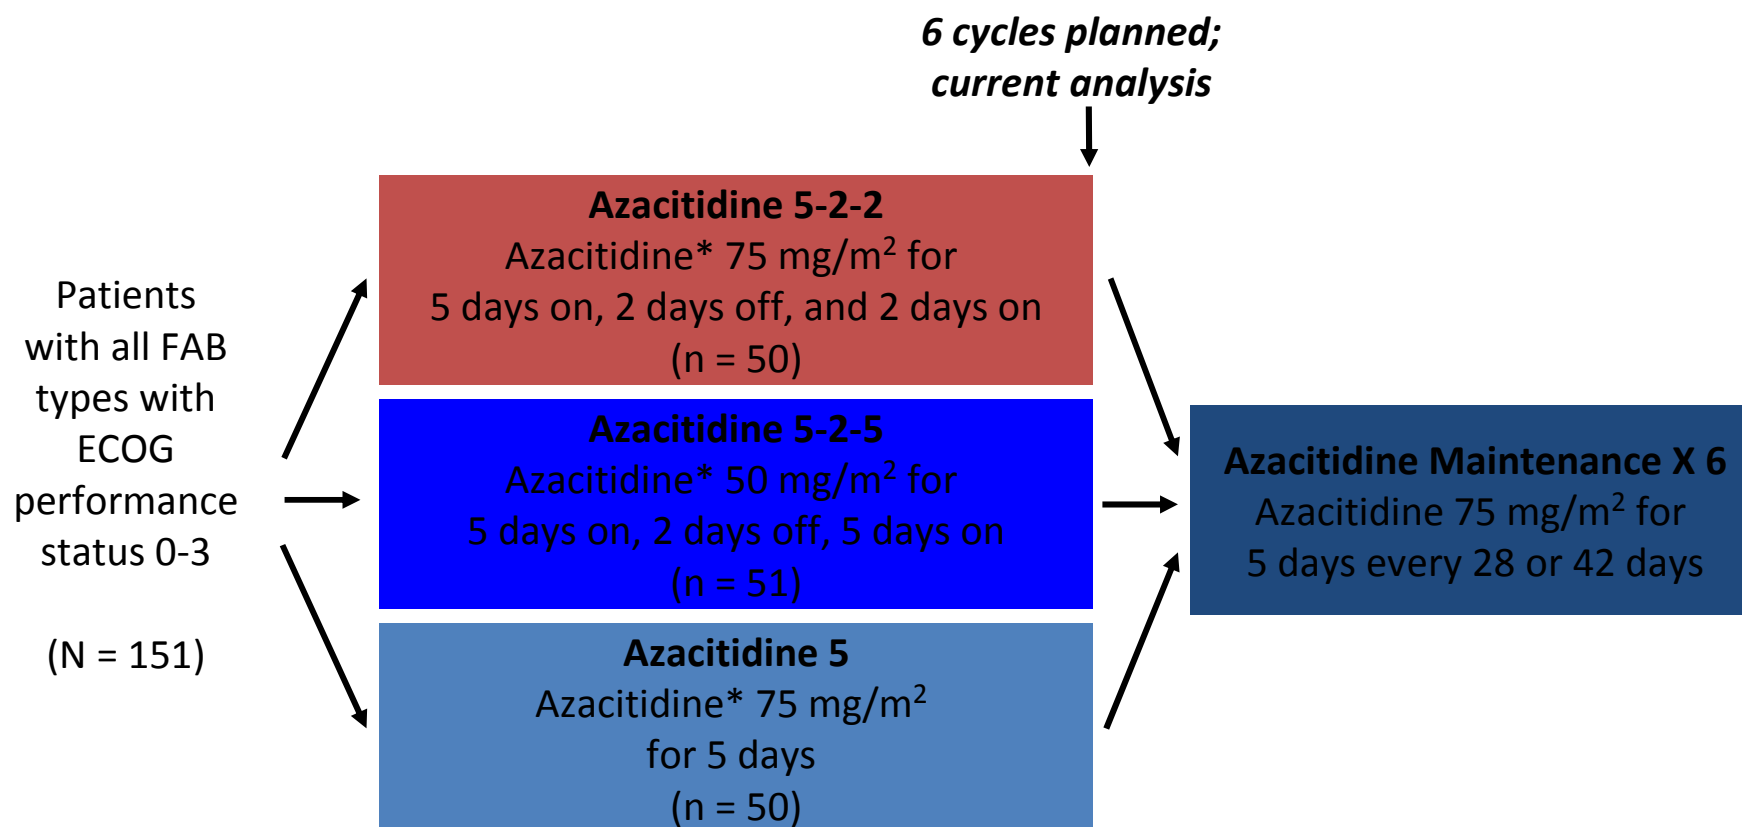 6 cycles planned;
current analysis
Patients
with all FAB
types with
ECOG
performance
status 0-3
(N = 151)
Azacitidine 5-2-2
Azacitidine* 75 mg/m² for
5 days on, 2 days off, and 2 days on
(n = 50)
Azacitidine 5-2-5
Azacitidine* 50 mg/m² for
5 days on, 2 days off, 5 days on
(n = 51)
Azacitidine 5
Azacitidine* 75 mg/m²
for 5 days
(n = 50)
Azacitidine Maintenance X 6
Azacitidine 75 mg/m² for
5 days every 28 or 42 days